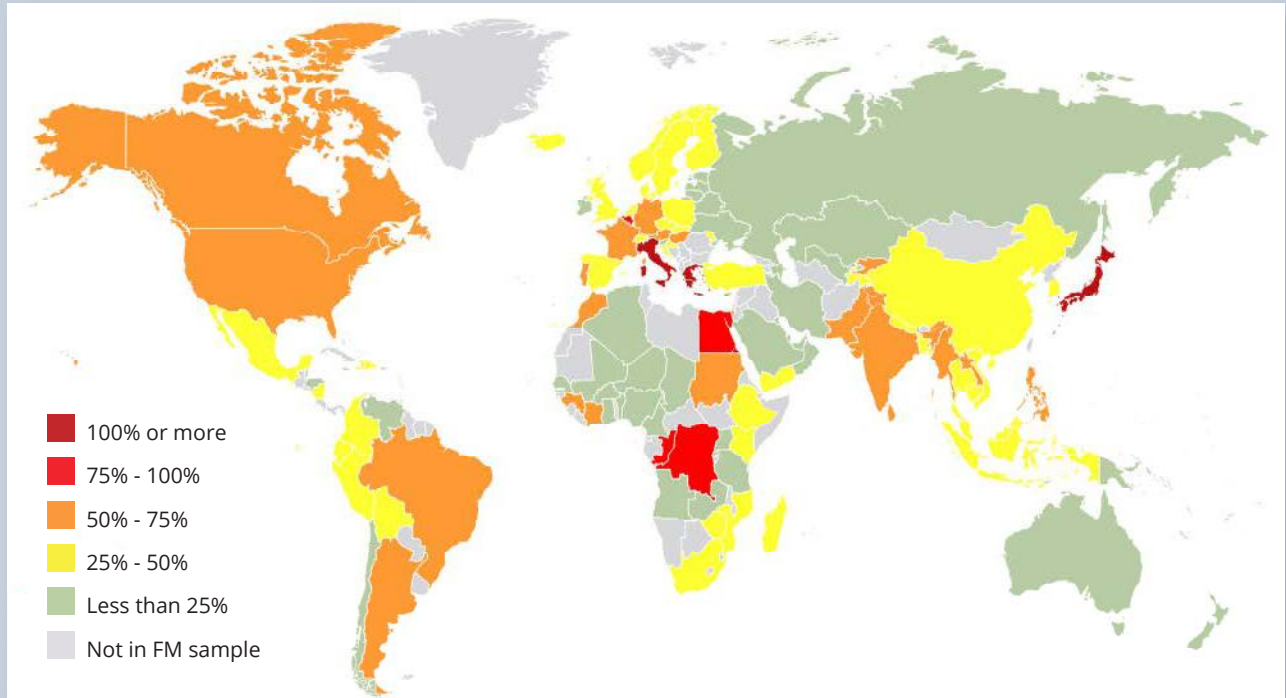 100% or more
75% - 100%
50% - 75%
25% - 50%
Less than 25%
Not in FM sample